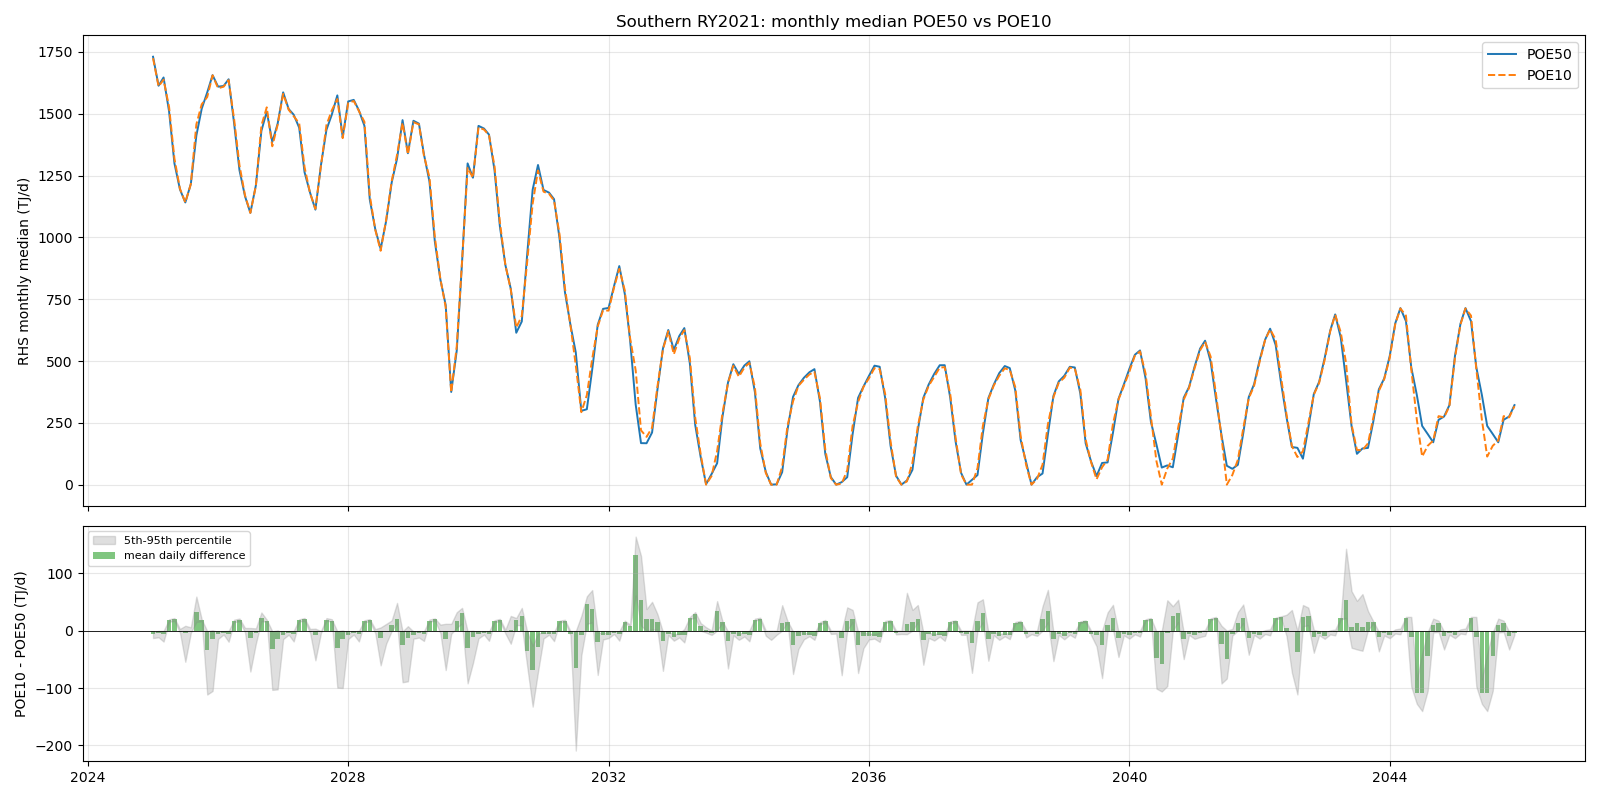 Southern RY2021: monthly median POE50 vs POE10
RHS monthly median (TJ/d)
1750
1500
1250
1000
750
500
250
0
POE50
POE10
POE10 - POE50 (TJ/d)
100
0
−100
−200
5th-95th percentile
mean daily difference
2024 2028 2032 2036 2040 2044